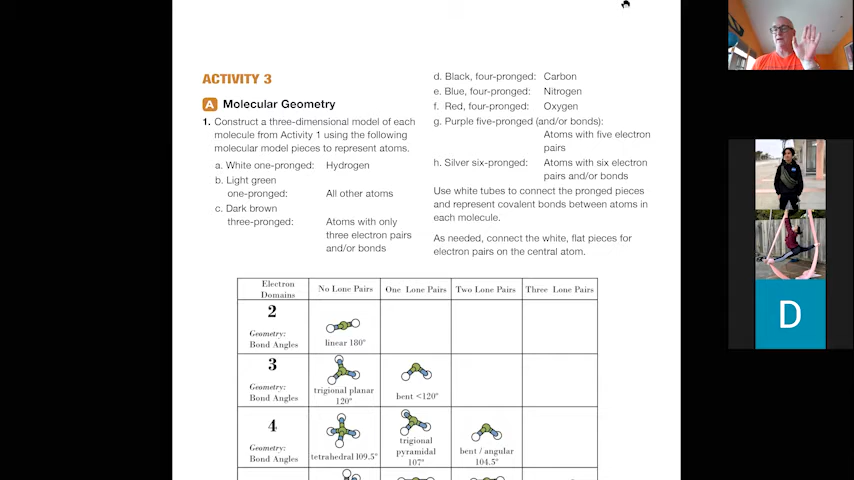 ACTIVITY 3
A Molecular Geometry
1. Construct a three-dimensional model of each
molecule from Activity 1 using the following
molecular model pieces to represent atoms.
a. White one-pronged: Hydrogen
b. Light green
one-pronged: All other atoms
c. Dark brown
three-pronged: Atoms with only
three electron pairs
and/or bonds
d. Black, four-pronged: Carbon
e. Blue, four-pronged: Nitrogen
f. Red, four-pronged: Oxygen
g. Purple five-pronged (and/or bonds):
Atoms with five electron
pairs
h. Silver six-pronged: Atoms with six electron
pairs and/or bonds
Use white tubes to connect the pronged pieces
and represent covalent bonds between atoms in
each molecule.
As needed, connect the white, flat pieces for
electron pairs on the central atom.
Electron
Domains
No Lone Pairs
One Lone Pairs
Two Lone Pairs
Three Lone Pairs
2
Geometry:
Bond Angles
linear 180°
3
Geometry:
Bond Angles
trigional planar
120°
bent <120°
4
Geometry:
Bond Angles
tetrahedral 109.5°
trigional
pyramidal
107°
bent / angular
104.5°
D